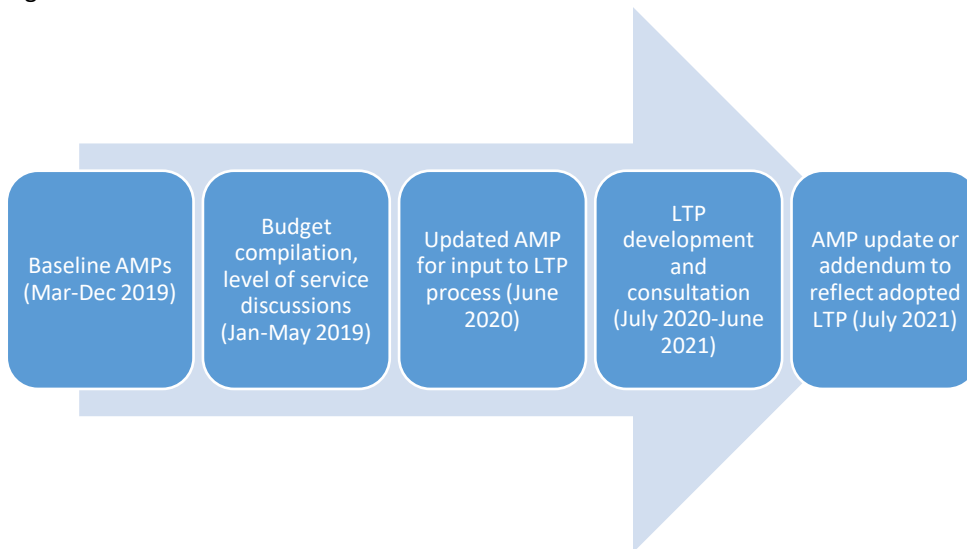 Baseline AMPs
(Mar-Dec 2019)
Budget
compilation,
level of service
discussions
(Jan-May 2019)
Updated AMP
for input to LTP
process (June
2020)
LTP
development
and
consultation
(July 2020-June
2021)
AMP update or
addendum to
reflect adopted
LTP (July 2021)